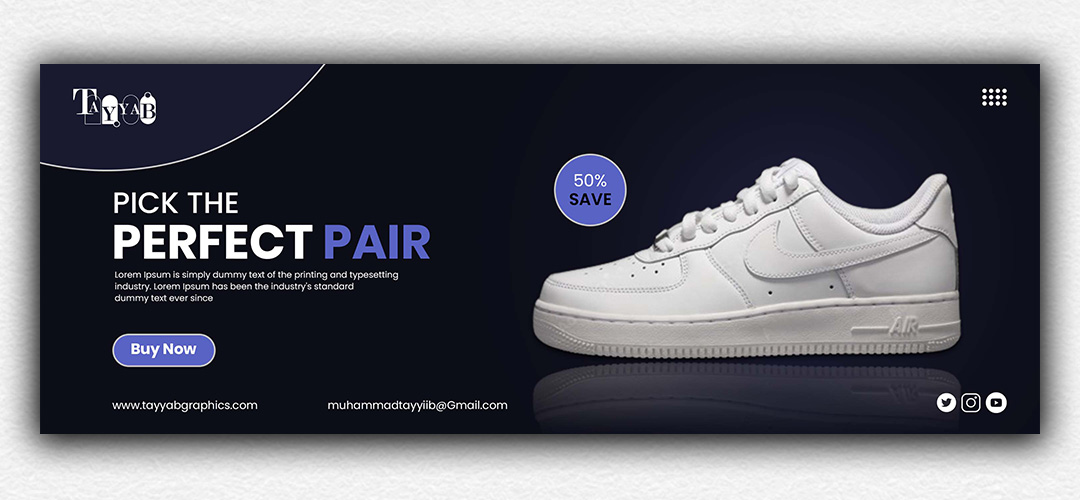 TAYYAB
PICK THE
PERFECT PAIR
Lorem Ipsum is simply dummy text of the printing and typesetting
industry. Lorem Ipsum has been the industry's standard
dummy text ever since
Buy Now
50%
SAVE
AIR
www.tayyabgraphics.com
muhammadtayyiib@Gmail.com